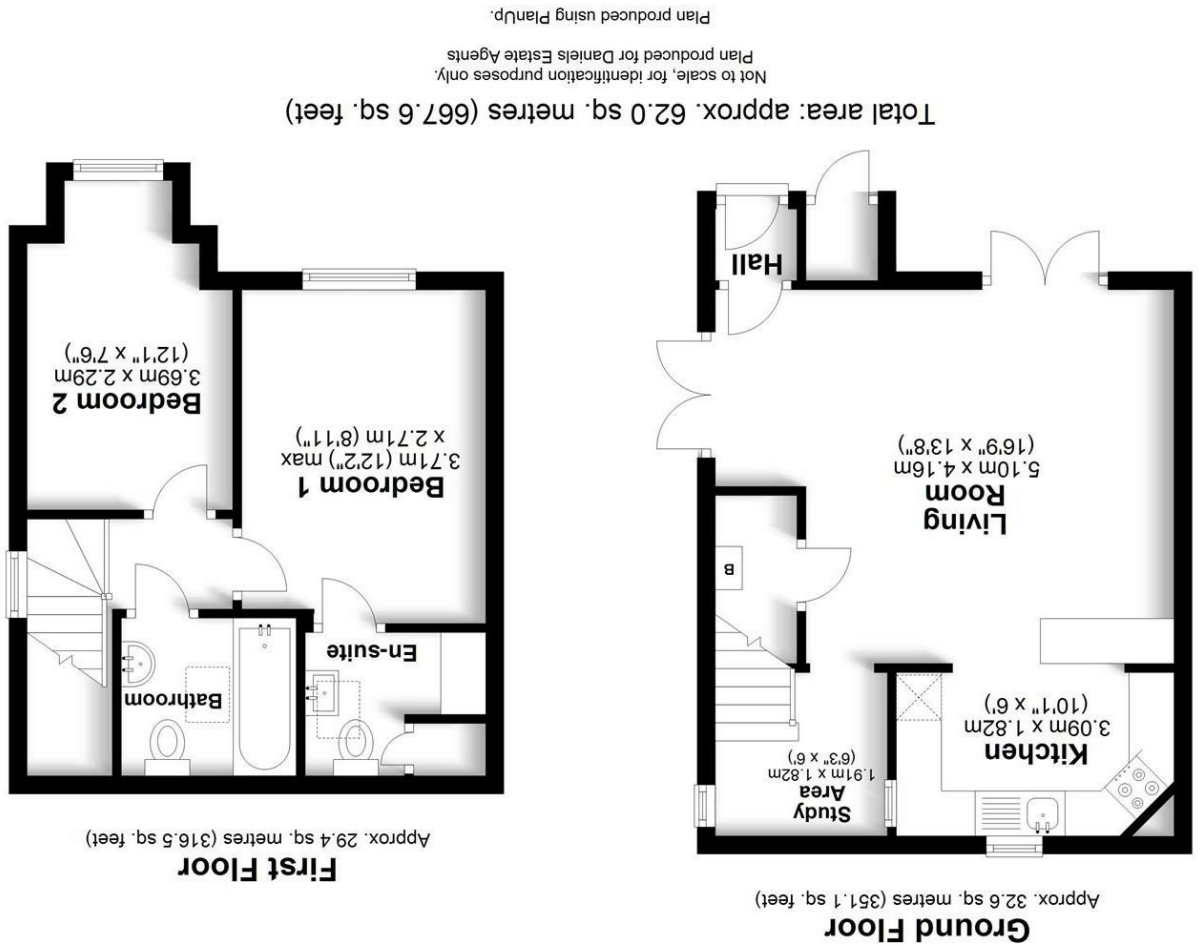 Ground Floor
Approx. 32.6 sq. metres (351.1 sq. feet)
Kitchen
3.09m x 1.82m
(10'1" x 6')
Study
Area
1.91m x 1.82m
(6'3" x 6')
Living
Room
5.10m x 4.16m
(16'9" x 13'8")
B
Hall
First Floor
Approx. 29.4 sq. metres (316.5 sq. feet)
En-suite
Bathroom
Bedroom 1
3.71m (12'2") max
x 2.71m (8'11")
Bedroom 2
3.69m x 2.29m
(12'1" x 7'6")
Total area: approx. 62.0 sq. metres (667.6 sq. feet)
Not to scale, for identification purposes only.
Plan produced for Daniels Estate Agents
Plan produced using PlanUp.